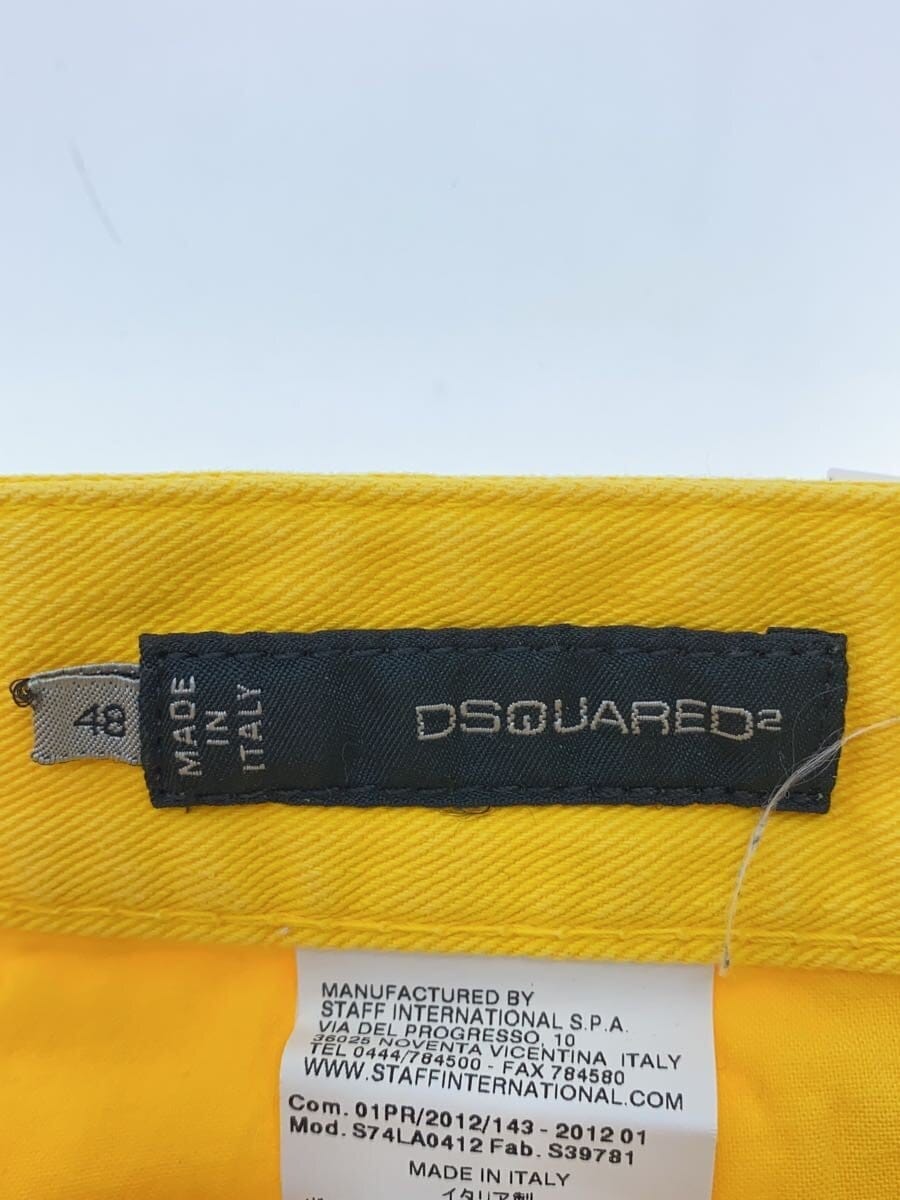 48
MADE
IN
ITALY
DSQUARED2
MANUFACTURED BY
STAFF INTERNATIONAL S.P.A.
VIA DEL PROGRESSO, 10
36025 NOVENTA VICENTINA ITALY
TEL 0444/784500 - FAX 784580
WWW.STAFFINTERNATIONAL.COM
Com. 01PR/2012/143 - 2012 01
Mod. S74LA0412 Fab. S39781
MADE IN ITALY
イタリア製